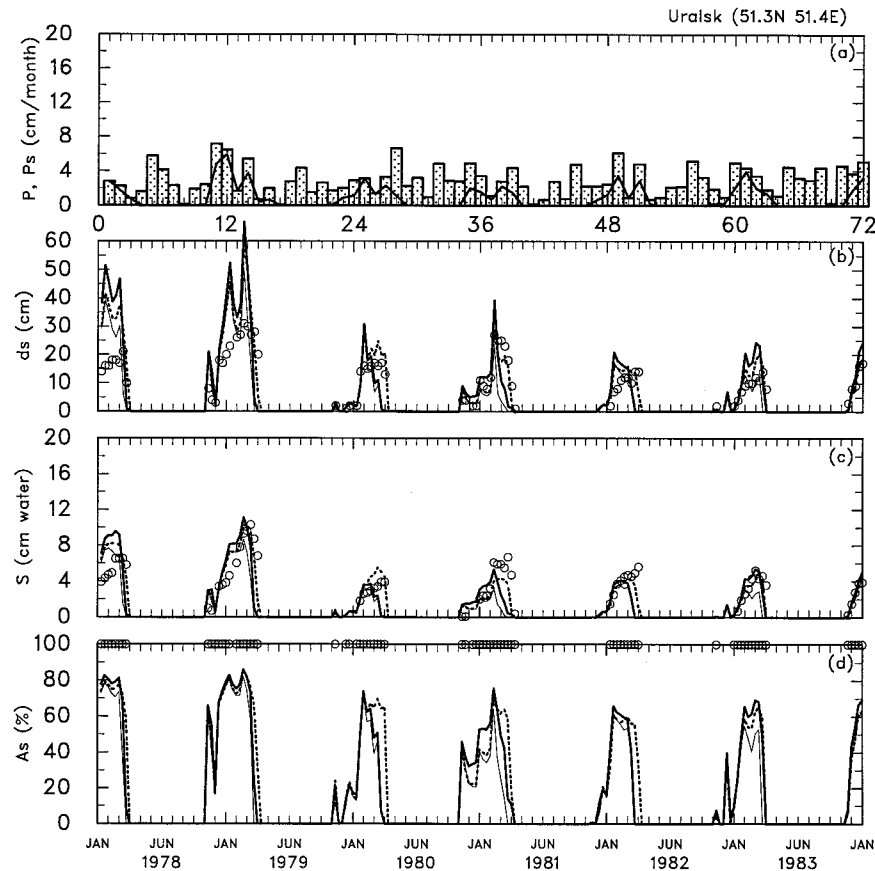 Uralsk (51.3N 51.4E)
20
16
12
8
4
0
P, Ps (cm/month)
(a)
0 12 24 36 48 60 72
60
50
40
30
20
10
0
ds (cm)
(b)
20
16
12
8
4
0
S (cm water)
(c)
100
80
60
40
20
0
As (%)
(d)
JAN JUN JAN JUN JAN JUN JAN JUN JAN JUN JAN JUN JAN
1978 1979 1980 1981 1982 1983